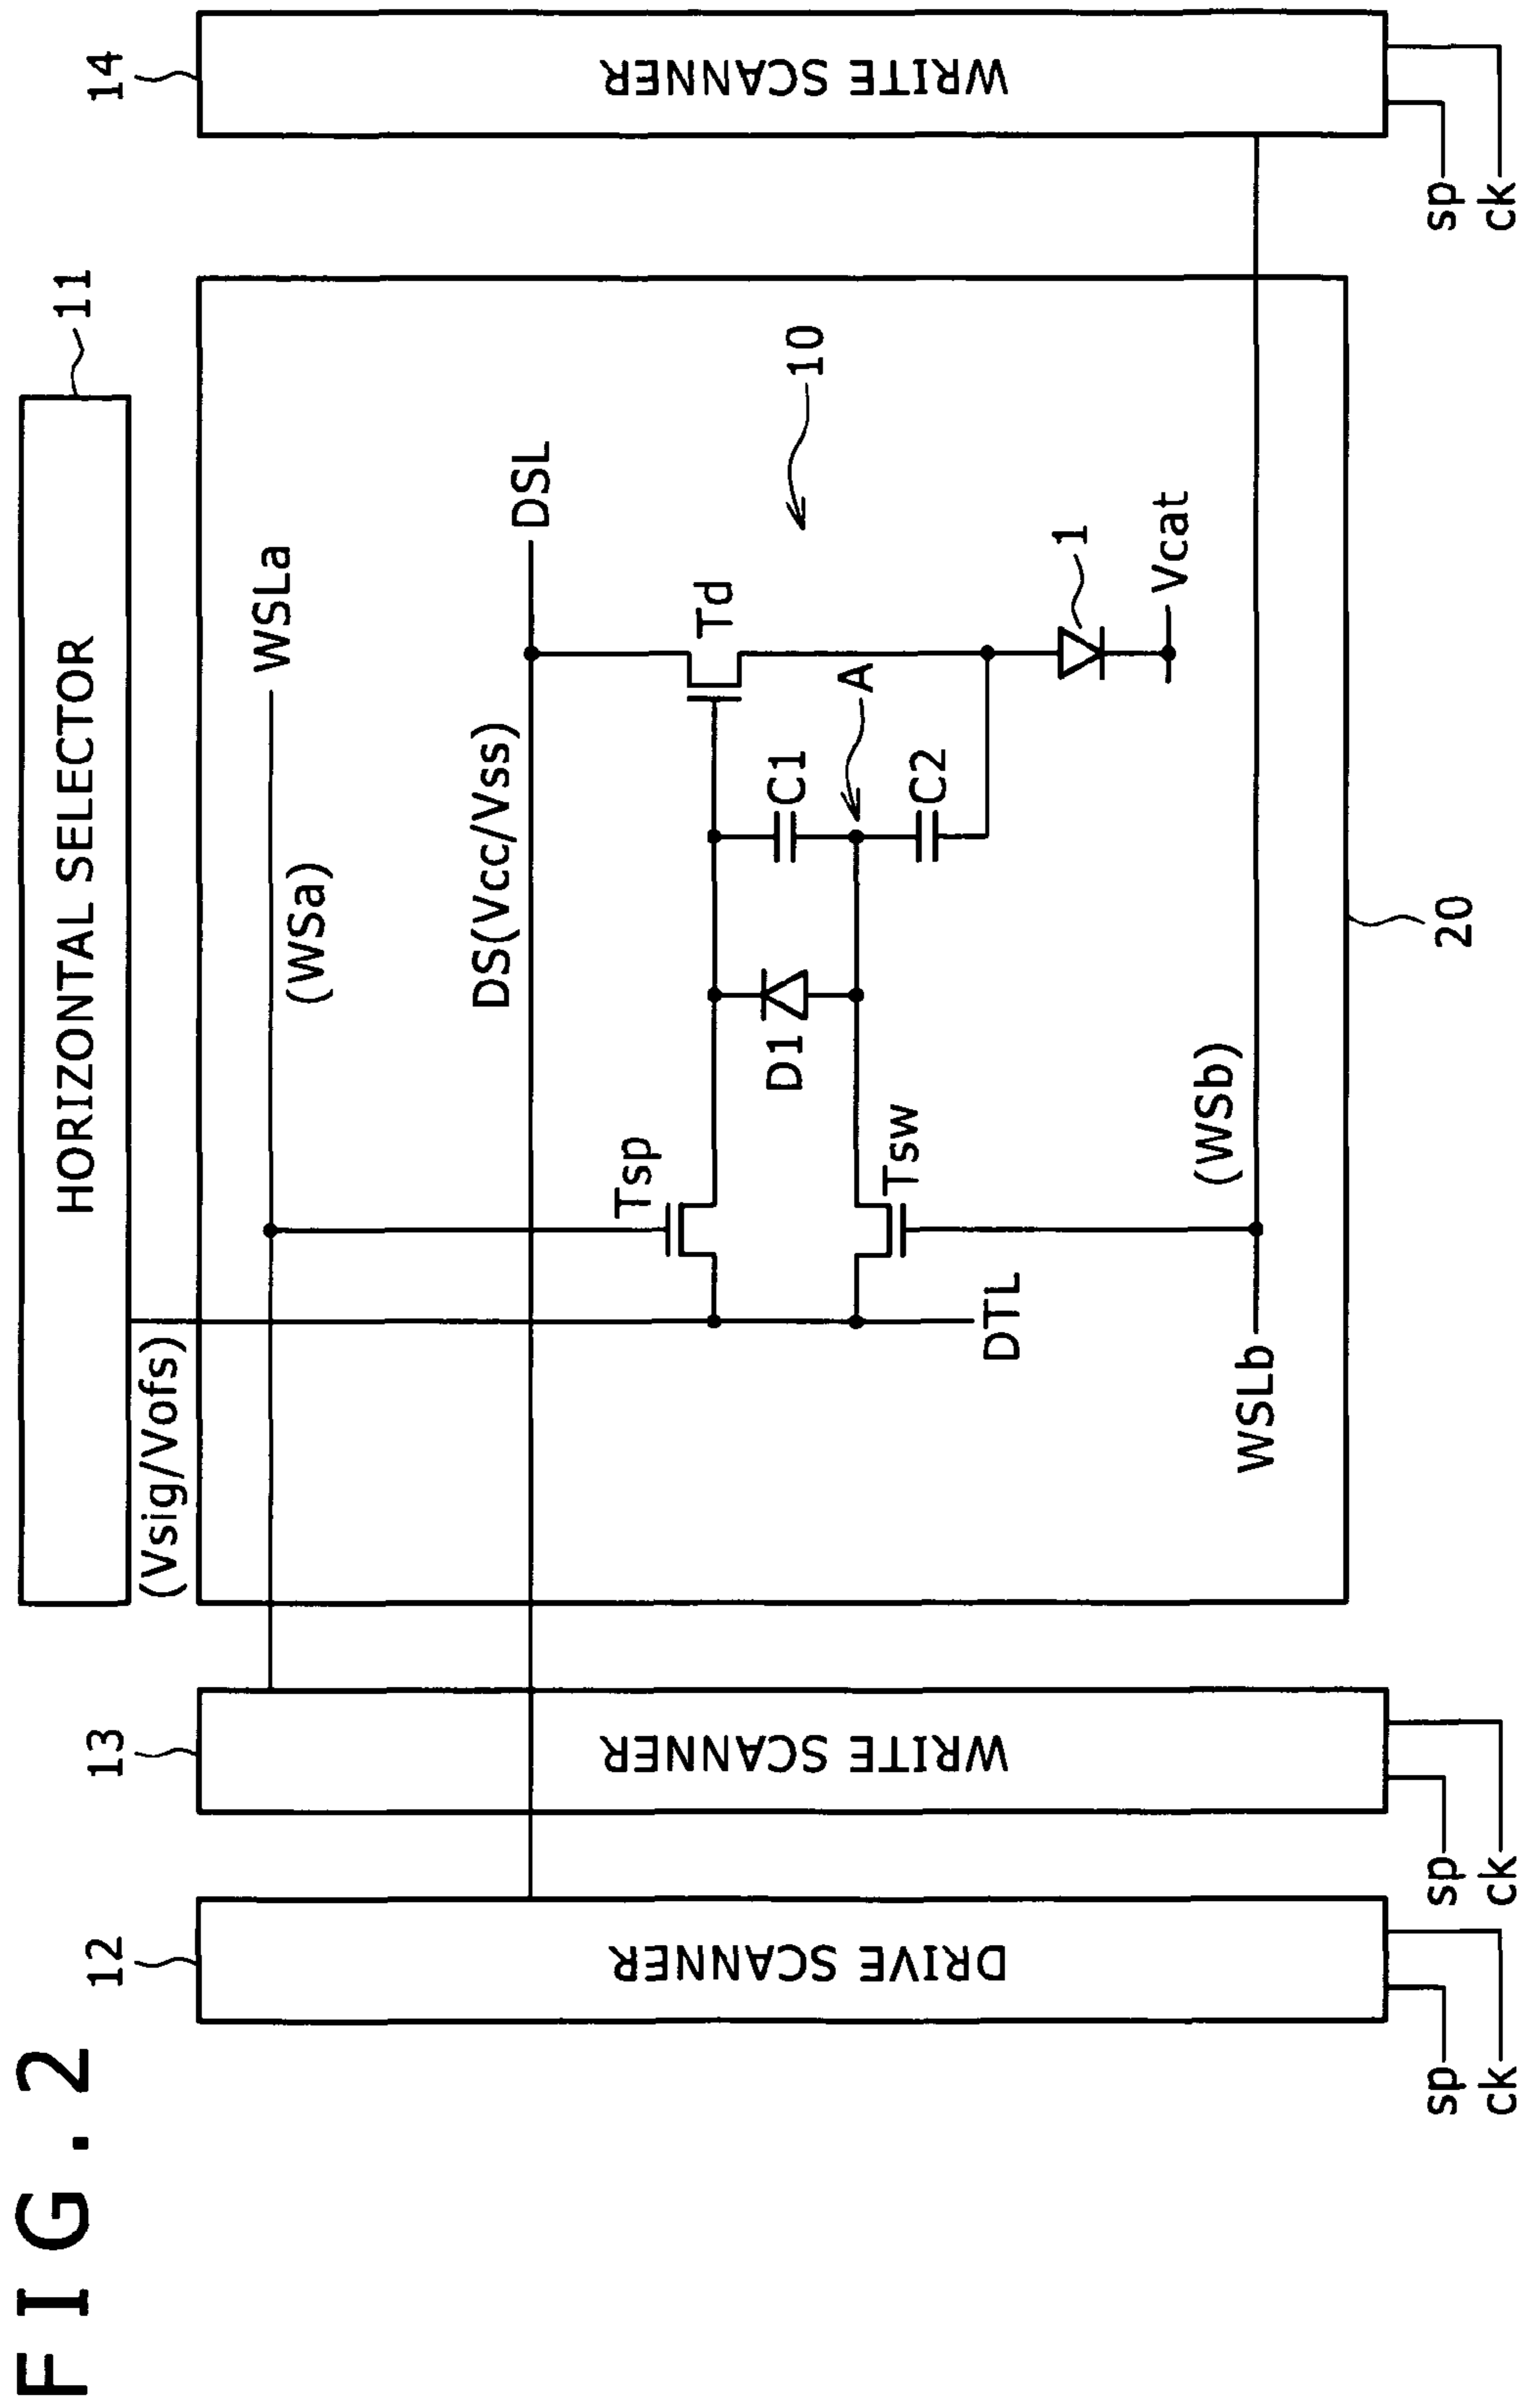 FIG.2
HORIZONTAL SELECTOR
11
(Vsig/Vofs)
12
13
14
DRIVE SCANNER
WRITE SCANNER
WRITE SCANNER
WSLa
(WSa)
DSL
DS(Vcc/Vss)
Tsp
Td
10
D1
C1
A
Tsw
C2
DTL
1
Vcat
(WSb)
WSLb
20
sp
ck
sp
ck
sp
ck